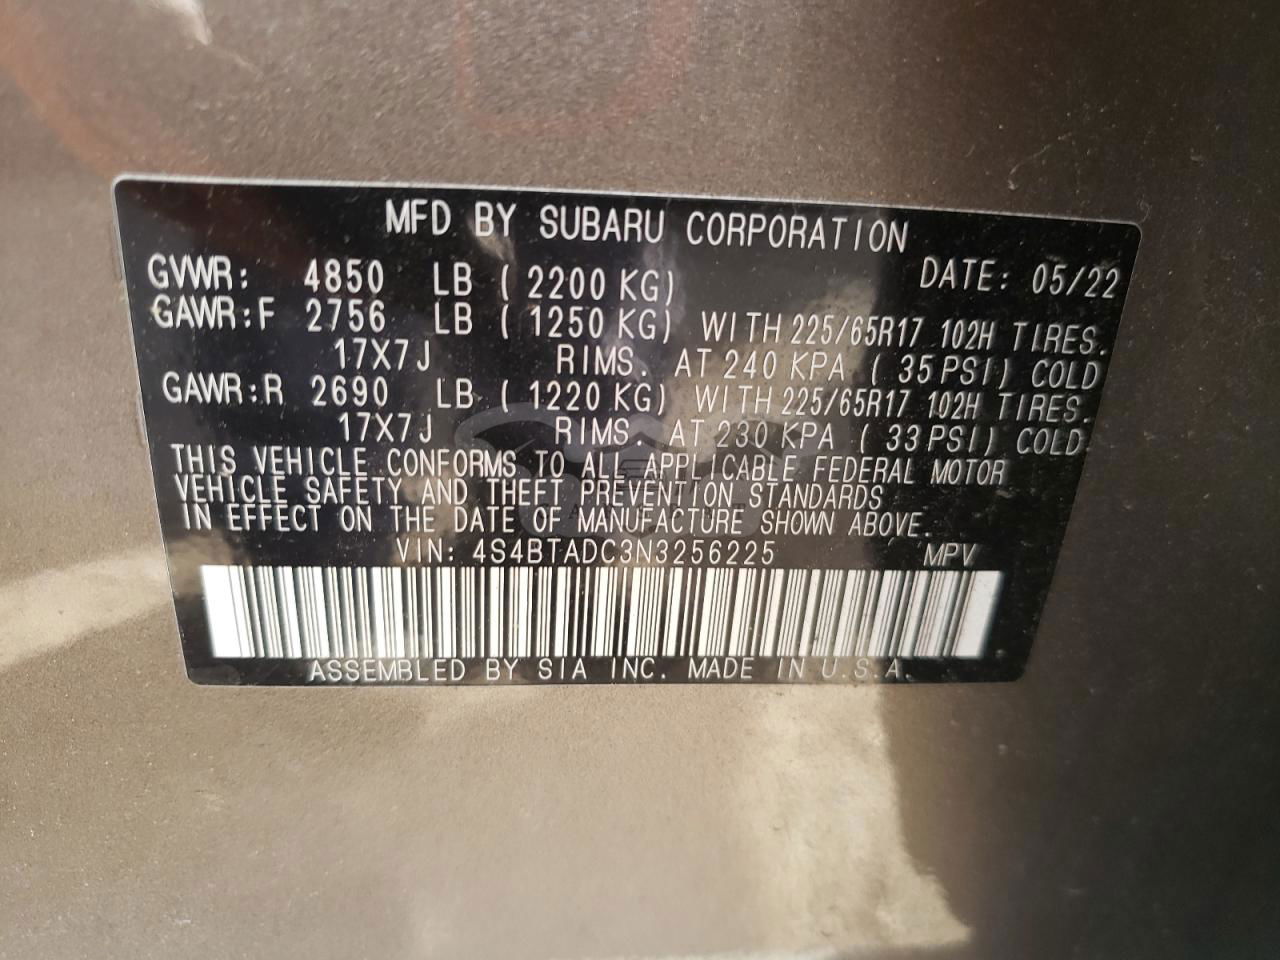 MFD BY SUBARU CORPORATION
GVWR: 4850 LB ( 2200 KG) DATE: 05/22
GAWR:F 2756 LB ( 1250 KG) WITH 225/65R17 102H TIRES.
17X7J RIMS. AT 240 KPA ( 35 PSI) COLD
GAWR:R 2690 LB ( 1220 KG) WITH 225/65R17 102H TIRES.
17X7J RIMS. AT 230 KPA ( 33 PSI) COLD
THIS VEHICLE CONFORMS TO ALL APPLICABLE FEDERAL MOTOR
VEHICLE SAFETY AND THEFT PREVENTION STANDARDS
IN EFFECT ON THE DATE OF MANUFACTURE SHOWN ABOVE.
VIN: 4S4BTADC3N3256225 MPV
ASSEMBLED BY SIA INC. MADE IN U.S.A.